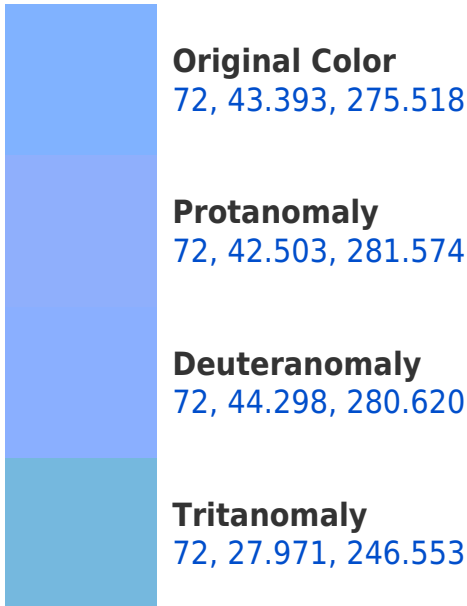 Original Color
72, 43.393, 275.518
Protanomaly
72, 42.503, 281.574
Deuteranomaly
72, 44.298, 280.620
Tritanomaly
72, 27.971, 246.553